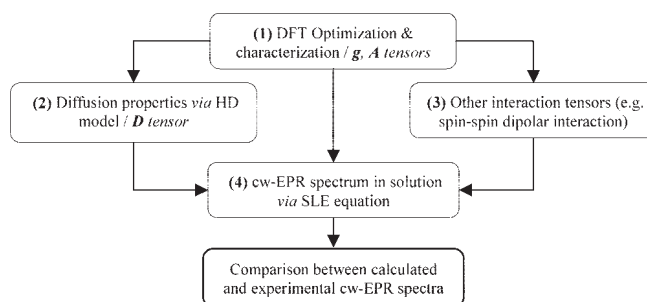 (1) DFT Optimization &
characterization / g, A tensors
(2) Diffusion properties via HD
model / D tensor
(3) Other interaction tensors (e.g.
spin-spin dipolar interaction)
(4) cw-EPR spectrum in solution
via SLE equation
Comparison between calculated
and experimental cw-EPR spectra